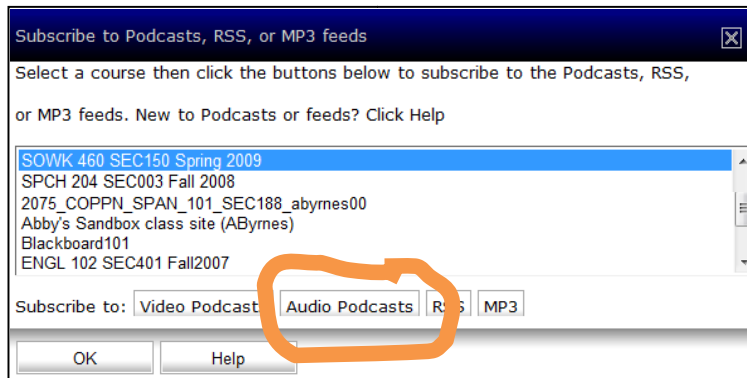 Subscribe to Podcasts, RSS, or MP3 feeds
Select a course then click the buttons below to subscribe to the Podcasts, RSS,
or MP3 feeds. New to Podcasts or feeds? Click Help
SOWK 460 SEC150 Spring 2009
SPCH 204 SEC003 Fall 2008
2075_COPPN_SPAN_101_SEC188_abyrnes00
Abby's Sandbox class site (AByrnes)
Blackboard101
ENGL 102 SEC401 Fall2007
Subscribe to: Video Podcast Audio Podcasts RSS MP3
OK Help